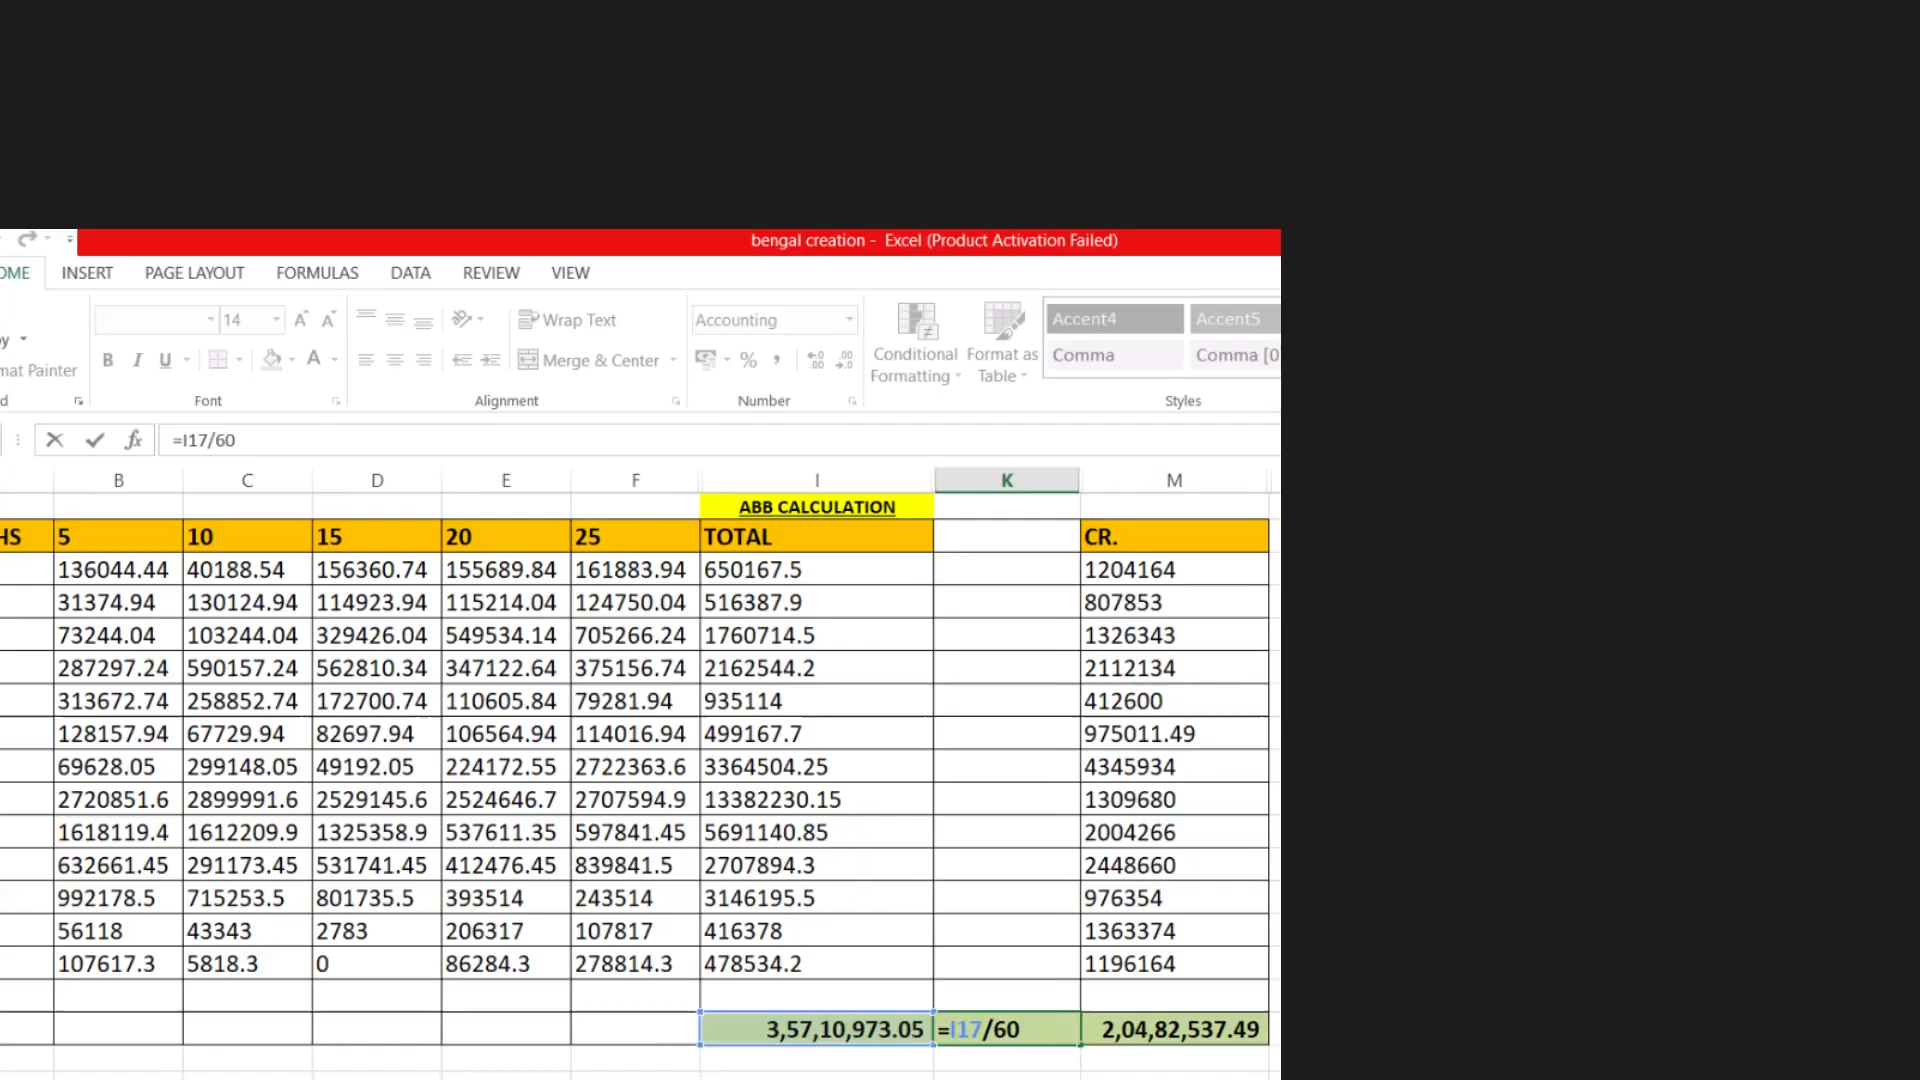 bengal creation - Excel (Product Activation Failed)
OME INSERT PAGE LAYOUT FORMULAS DATA REVIEW VIEW
14 A A Wrap Text Accounting Accent4 Accent5
py B I U A Merge & Center % , .00 .00 Conditional Format as Comma Comma [0
mat Painter Formatting Table
d Font Alignment Number Styles
fx =I17/60
B C D E F I K M
ABB CALCULATION
HS 5 10 15 20 25 TOTAL CR.
136044.44 40188.54 156360.74 155689.84 161883.94 650167.5 1204164
31374.94 130124.94 114923.94 115214.04 124750.04 516387.9 807853
73244.04 103244.04 329426.04 549534.14 705266.24 1760714.5 1326343
287297.24 590157.24 562810.34 347122.64 375156.74 2162544.2 2112134
313672.74 258852.74 172700.74 110605.84 79281.94 935114 412600
128157.94 67729.94 82697.94 106564.94 114016.94 499167.7 975011.49
69628.05 299148.05 49192.05 224172.55 2722363.6 3364504.25 4345934
2720851.6 2899991.6 2529145.6 2524646.7 2707594.9 13382230.15 1309680
1618119.4 1612209.9 1325358.9 537611.35 597841.45 5691140.85 2004266
632661.45 291173.45 531741.45 412476.45 839841.5 2707894.3 2448660
992178.5 715253.5 801735.5 393514 243514 3146195.5 976354
56118 43343 2783 206317 107817 416378 1363374
107617.3 5818.3 0 86284.3 278814.3 478534.2 1196164
3,57,10,973.05 =I17/60 2,04,82,537.49